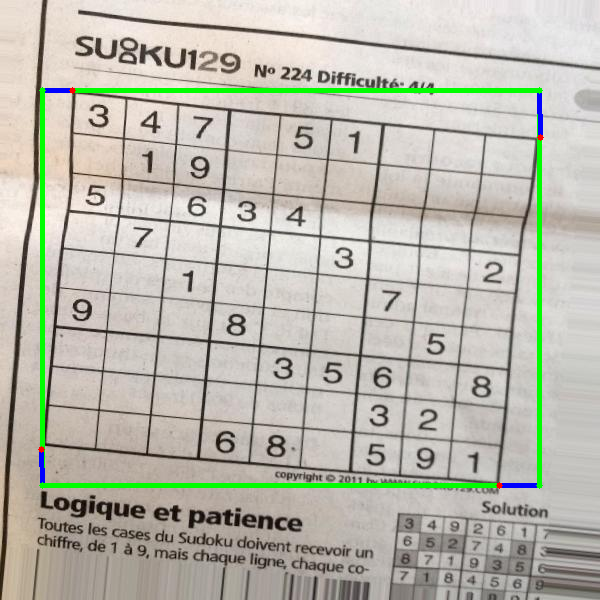 SUDOKU129
Nº 224 Difficulté: 4/4
3 4 7 5 1
1 9
5 6 3 4
7 3 2
1 7
9 8 5
3 5 6 8
3 2
6 8 5 9 1
copyright © 2011 by www.sudoku129.com
Logique et patience
Toutes les cases du Sudoku doivent recevoir un
chiffre, de 1 à 9, mais chaque ligne, chaque co-
Solution
3 4 9 2 6 1 7
6 5 2 7 4 8 3
8 7 1 9 3 5 6
7 1 8 4 5 6 9